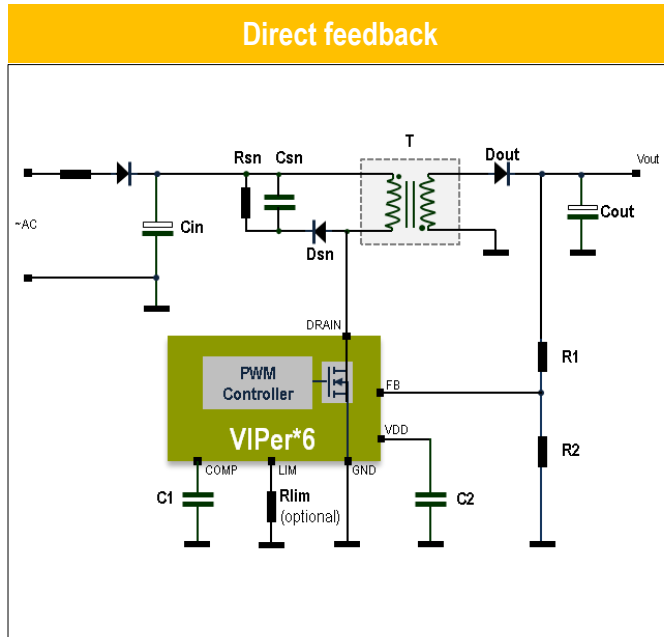 Direct feedback
T
Rsn
Csn
Dout
Vout
~AC
Cin
Dsn
Cout
DRAIN
PWM
Controller
FB
R1
VIPer*6
VDD
COMP
LIM
GND
R2
C1
Rlim
(optional)
C2